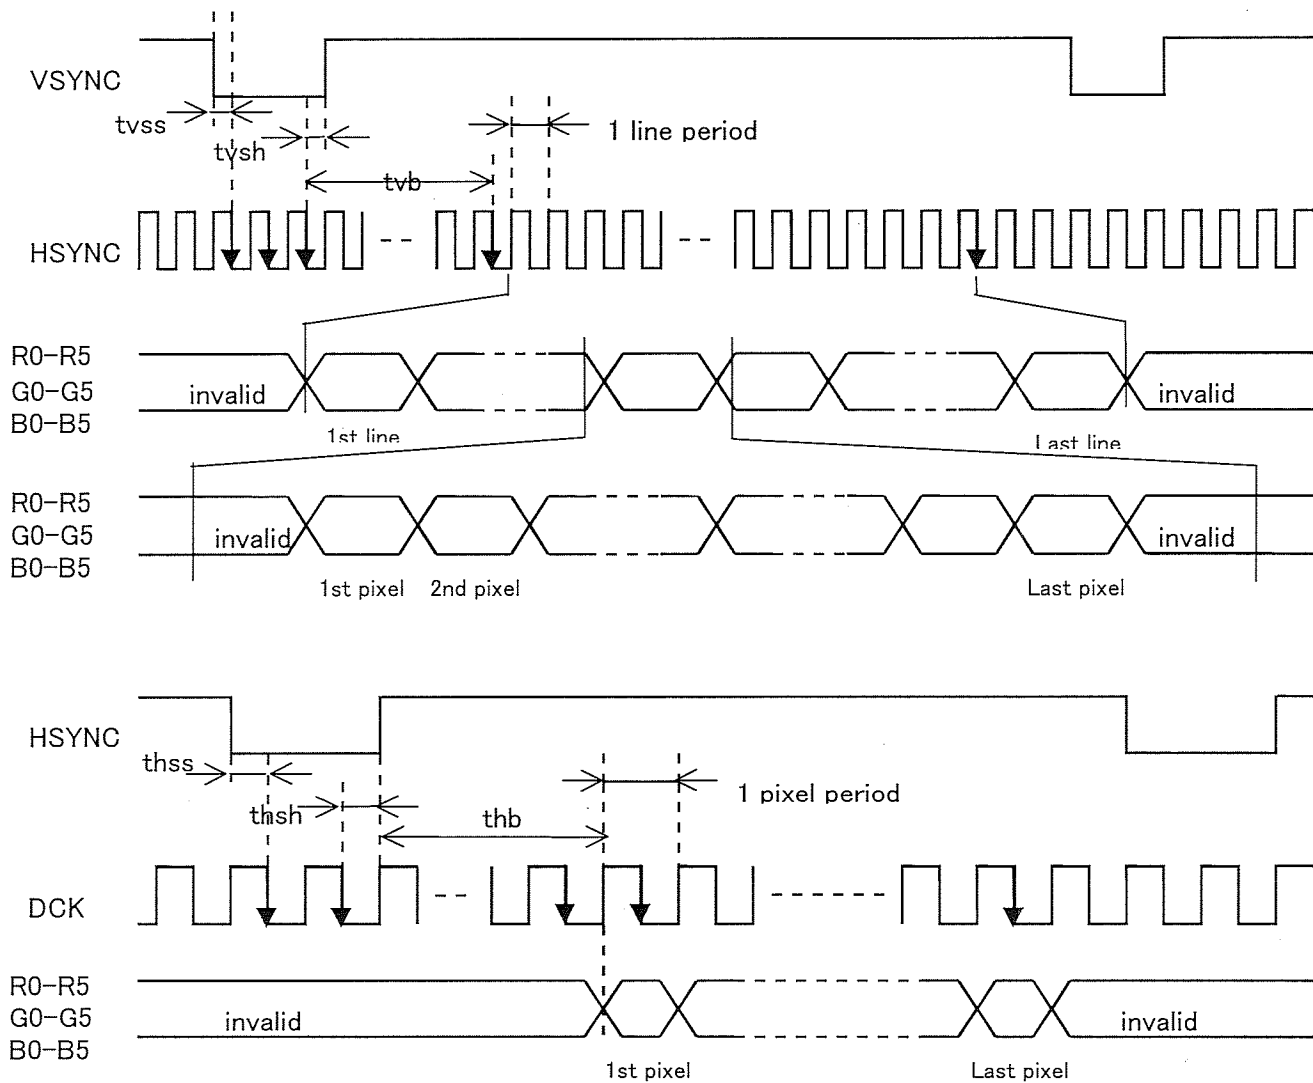 VSYNC
tvss
tvsh
1 line period
tvb
HSYNC
R0-R5
G0-G5
B0-B5
invalid
invalid
1st line
Last line
R0-R5
G0-G5
B0-B5
invalid
invalid
1st pixel
2nd pixel
Last pixel
HSYNC
thss
thsh
1 pixel period
thb
DCK
R0-R5
G0-G5
B0-B5
invalid
invalid
1st pixel
Last pixel